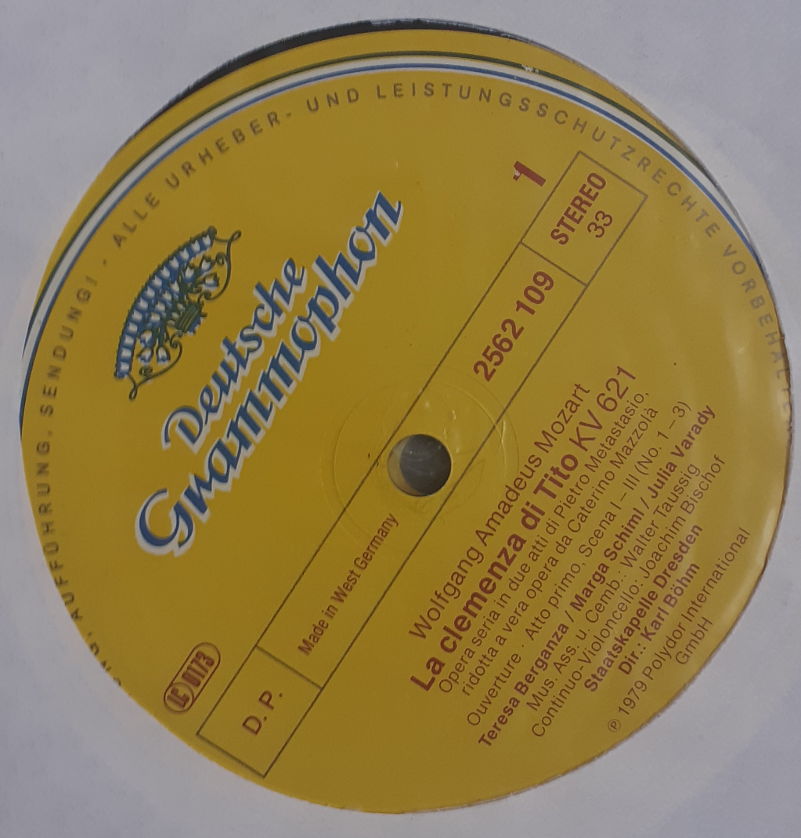 UNG, AUFFÜHRUNG, SENDUNG! - ALLE URHEBER- UND LEISTUNGSSCHUTZRECHTE VORBEHALTEN
Deutsche
Grammophon
1
STEREO
33
2562 109
Made in West Germany
D.P.
LC 0173
Wolfgang Amadeus Mozart
La clemenza di Tito KV 621
Opera seria in due atti di Pietro Metastasio,
ridotta a vera opera da Caterino Mazzolà
Ouverture · Atto primo, Scena I – III (No. 1 – 3)
Teresa Berganza / Marga Schiml / Julia Varady
Mus. Ass. u. Cemb.: Walter Taussig
Continuo-Violoncello: Joachim Bischof
Staatskapelle Dresden
Dir.: Karl Böhm
℗ 1979 Polydor International
GmbH